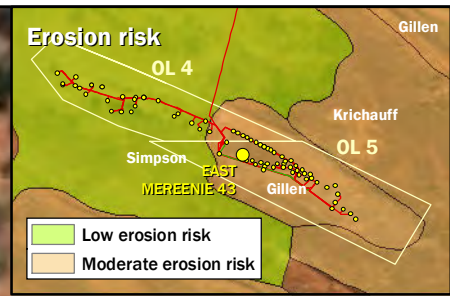 Gillen
Erosion risk
OL 4
Krichauff
OL 5
Simpson
EAST
MEREENIE 43
Gillen
Low erosion risk
Moderate erosion risk